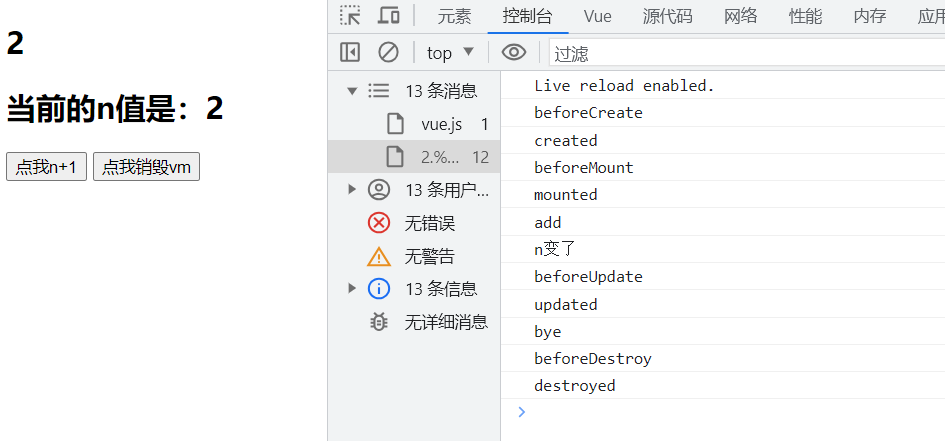 2
当前的n值是：2
点我n+1 点我销毁vm
元素 控制台 Vue 源代码 网络 性能 内存 应用
top 过滤
13 条消息
vue.js 1
2.%... 12
13 条用户...
无错误
无警告
13 条信息
无详细消息
Live reload enabled.
beforeCreate
created
beforeMount
mounted
add
n变了
beforeUpdate
updated
bye
beforeDestroy
destroyed